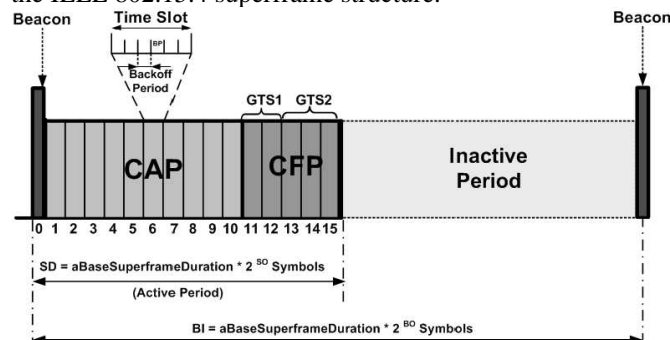 the IEEE 802.15.4 superframe structure.
Beacon
Time Slot
Beacon
BP
Backoff
Period
GTS1 GTS2
CAP
CFP
Inactive
Period
0 1 2 3 4 5 6 7 8 9 10 11 12 13 14 15
SD = aBaseSuperframeDuration * 2 SO Symbols
(Active Period)
BI = aBaseSuperframeDuration * 2 BO Symbols